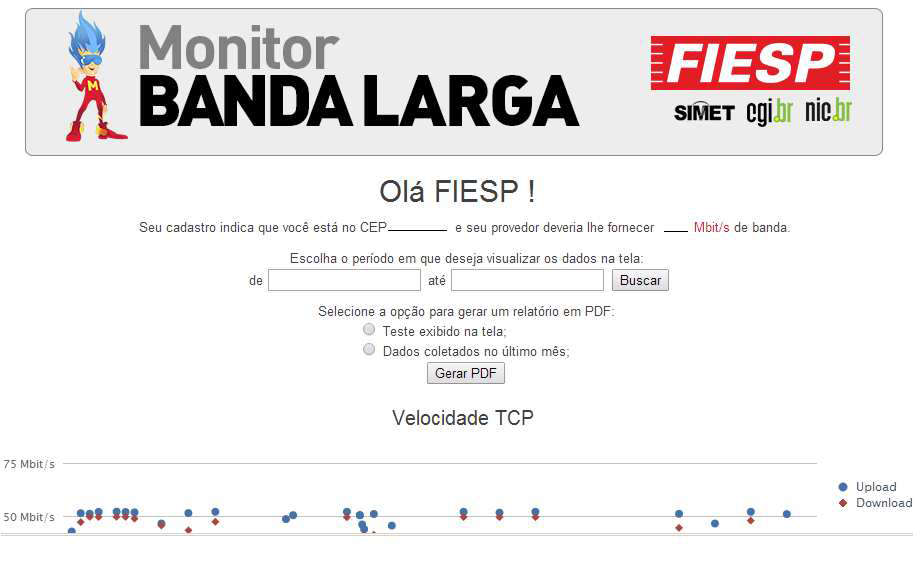 Monitor
BANDA LARGA
M
FIESP
SIMET cgi.br nic.br
Olá FIESP !
Seu cadastro indica que você está no CEP________ e seu provedor deveria lhe fornecer ___ Mbit/s de banda.
Escolha o período em que deseja visualizar os dados na tela:
de até Buscar
Selecione a opção para gerar um relatório em PDF:
Teste exibido na tela;
Dados coletados no último mês;
Gerar PDF
Velocidade TCP
75 Mbit/s
Upload
Download
50 Mbit/s